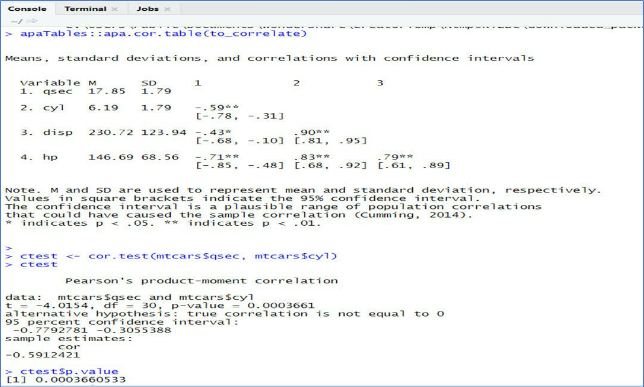 Console Terminal × Jobs ×
~/
> apaTables::apa.cor.table(to_correlate)
Means, standard deviations, and correlations with confidence intervals
Variable M SD 1 2 3
1. qsec 17.85 1.79
2. cyl 6.19 1.79 -.59**
[-.78, -.31]
3. disp 230.72 123.94 -.43* .90**
[-.68, -.10] [.81, .95]
4. hp 146.69 68.56 -.71** .83** .79**
[-.85, -.48] [.68, .92] [.61, .89]
Note. M and SD are used to represent mean and standard deviation, respectively.
Values in square brackets indicate the 95% confidence interval.
The confidence interval is a plausible range of population correlations
that could have caused the sample correlation (Cumming, 2014).
* indicates p < .05. ** indicates p < .01.
>
> ctest <- cor.test(mtcars$qsec, mtcars$cyl)
> ctest
Pearson's product-moment correlation
data: mtcars$qsec and mtcars$cyl
t = -4.0154, df = 30, p-value = 0.0003661
alternative hypothesis: true correlation is not equal to 0
95 percent confidence interval:
-0.7792781 -0.3055388
sample estimates:
cor
-0.5912421
> ctest$p.value
[1] 0.0003660533